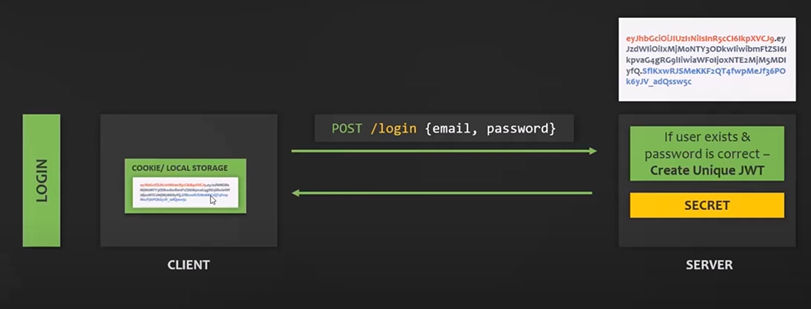 eyJhbGciOiJIUzI1NiIsInR5cCI6IkpXVCJ9.ey
JzdWIiOiIxMjM0NTY3ODkwIiwibmFtZSI6I
kpvaG4gRG9lIiwiaWF0IjoxNTE2MjM5MDI
yfQ.SflKxwRJSMeKKF2QT4fwpMeJf36PO
k6yJV_adQssw5c
POST /login {email, password}
LOGIN
COOKIE/ LOCAL STORAGE
If user exists &
password is correct –
Create Unique JWT
SECRET
CLIENT
SERVER